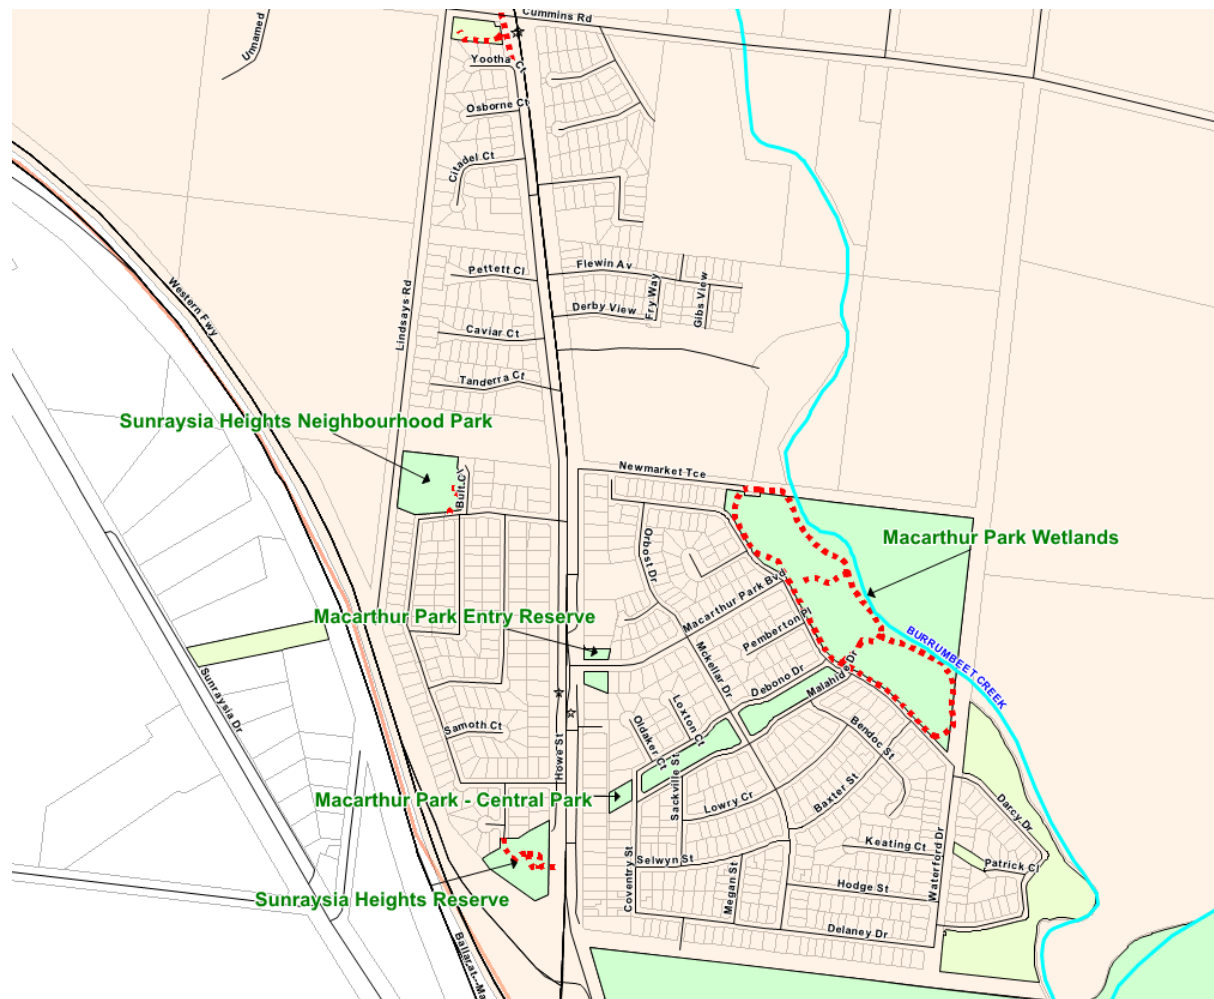 Cummins Rd
Unnamed
Yootha Ct
Osborne Ct
Citadel Ct
Pettett Cl
Flewin Av
Fry Way
Gibs View
Derby View
Western Fwy
Lindsays Rd
Caviar Ct
Tanderra Ct
Sunraysia Heights Neighbourhood Park
Newmarket Tce
Orbost Dr
Macarthur Park Wetlands
Macarthur Park Bvd
Macarthur Park Entry Reserve
Pemberton Pl
BURRUMBEET CREEK
Mckellar Dr
Debono Dr
Malahide Dr
Sunraysia Dr
Loxton Ct
Oldaker Ct
Samoth Ct
Howe St
Bendoc St
Sackville St
Macarthur Park - Central Park
Lowry Cr
Baxter St
Darcy Dr
Keating Ct
Patrick Cl
Waterford Dr
Selwyn St
Coventry St
Megan St
Hodge St
Sunraysia Heights Reserve
Delaney Dr